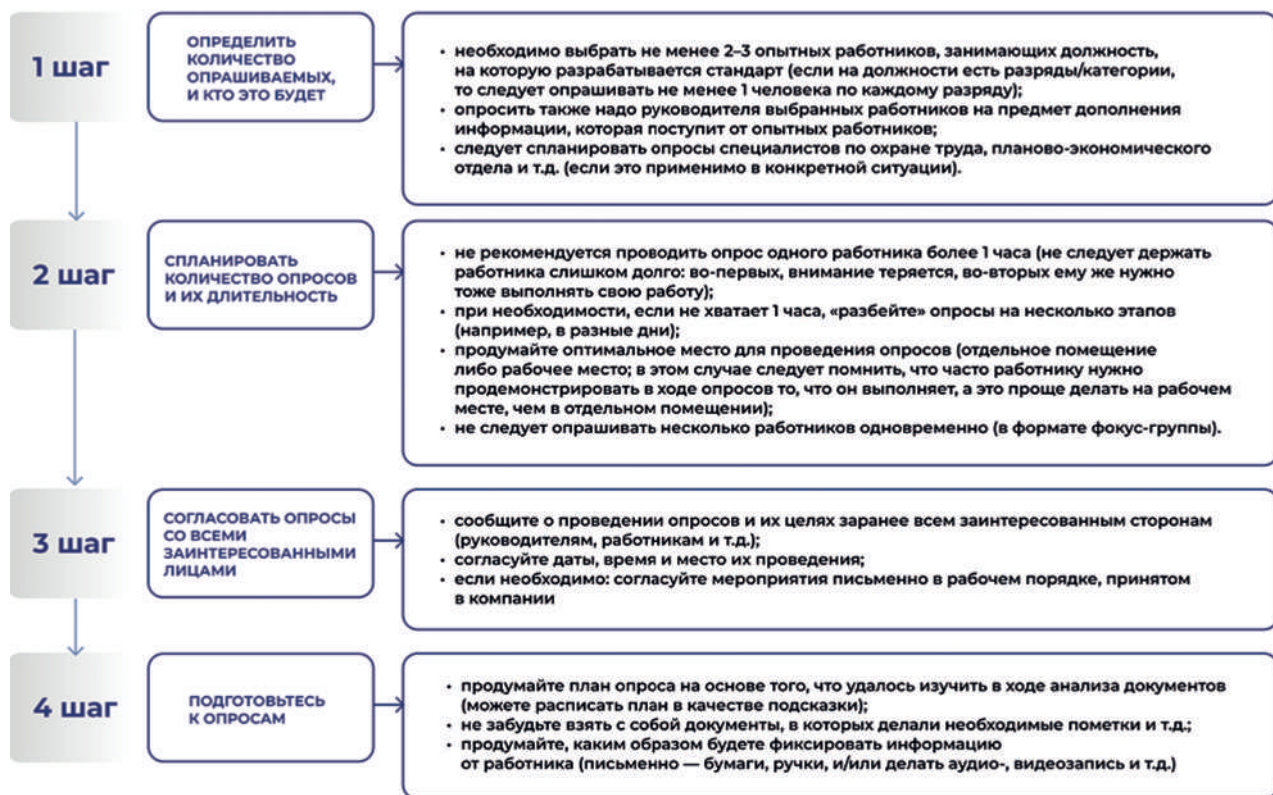 1 шаг
ОПРЕДЕЛИТЬ
КОЛИЧЕСТВО
ОПРАШИВАЕМЫХ,
И КТО ЭТО БУДЕТ
• необходимо выбрать не менее 2–3 опытных работников, занимающих должность,
на которую разрабатывается стандарт (если на должности есть разряды/категории,
то следует опрашивать не менее 1 человека по каждому разряду);
• опросить также надо руководителя выбранных работников на предмет дополнения
информации, которая поступит от опытных работников;
• следует спланировать опросы специалистов по охране труда, планово-экономического
отдела и т.д. (если это применимо в конкретной ситуации).
2 шаг
СПЛАНИРОВАТЬ
КОЛИЧЕСТВО ОПРОСОВ
И ИХ ДЛИТЕЛЬНОСТЬ
• не рекомендуется проводить опрос одного работника более 1 часа (не следует держать
работника слишком долго: во-первых, внимание теряется, во-вторых ему же нужно
тоже выполнять свою работу);
• при необходимости, если не хватает 1 часа, «разбейте» опросы на несколько этапов
(например, в разные дни);
• продумайте оптимальное место для проведения опросов (отдельное помещение
либо рабочее место; в этом случае следует помнить, что часто работнику нужно
продемонстрировать в ходе опросов то, что он выполняет, а это проще делать на рабочем
месте, чем в отдельном помещении);
• не следует опрашивать несколько работников одновременно (в формате фокус-группы).
3 шаг
СОГЛАСОВАТЬ ОПРОСЫ
СО ВСЕМИ
ЗАИНТЕРЕСОВАННЫМИ
ЛИЦАМИ
• сообщите о проведении опросов и их целях заранее всем заинтересованным сторонам
(руководителям, работникам и т.д.);
• согласуйте даты, время и место их проведения;
• если необходимо: согласуйте мероприятия письменно в рабочем порядке, принятом
в компании
4 шаг
ПОДГОТОВЬТЕСЬ
К ОПРОСАМ
• продумайте план опроса на основе того, что удалось изучить в ходе анализа документов
(можете расписать план в качестве подсказки);
• не забудьте взять с собой документы, в которых делали необходимые пометки и т.д.;
• продумайте, каким образом будете фиксировать информацию
от работника (письменно — бумаги, ручки, и/или делать аудио-, видеозапись и т.д.)